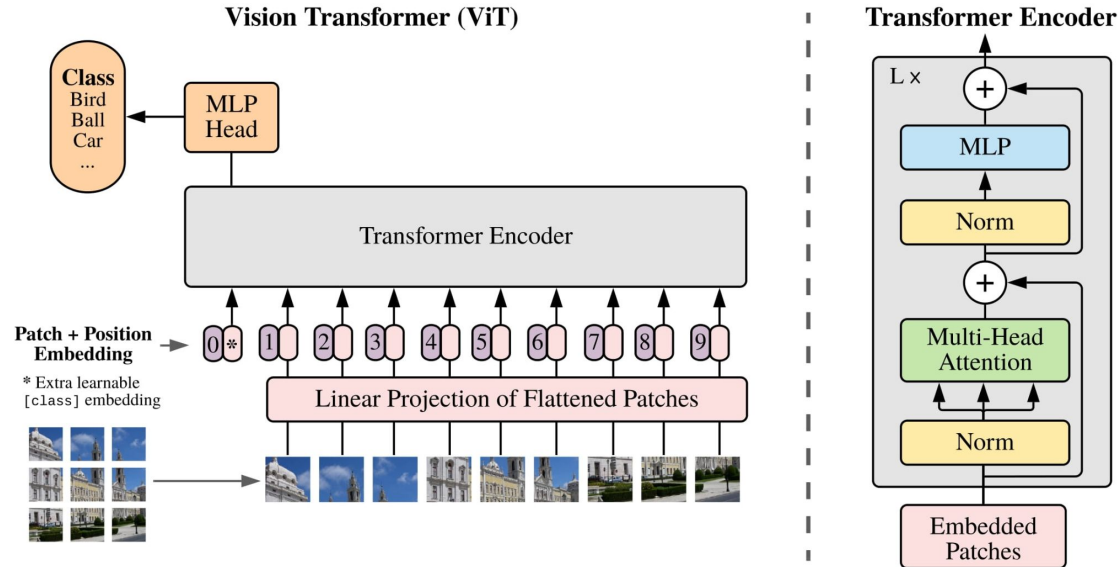 Vision Transformer (ViT)
Class
Bird
Ball
Car
...
MLP
Head
Transformer Encoder
Patch + Position
Embedding
* Extra learnable
[class] embedding
0 * 1 2 3 4 5 6 7 8 9
Linear Projection of Flattened Patches
Transformer Encoder
L ×
+
MLP
Norm
+
Multi-Head
Attention
Norm
Embedded
Patches